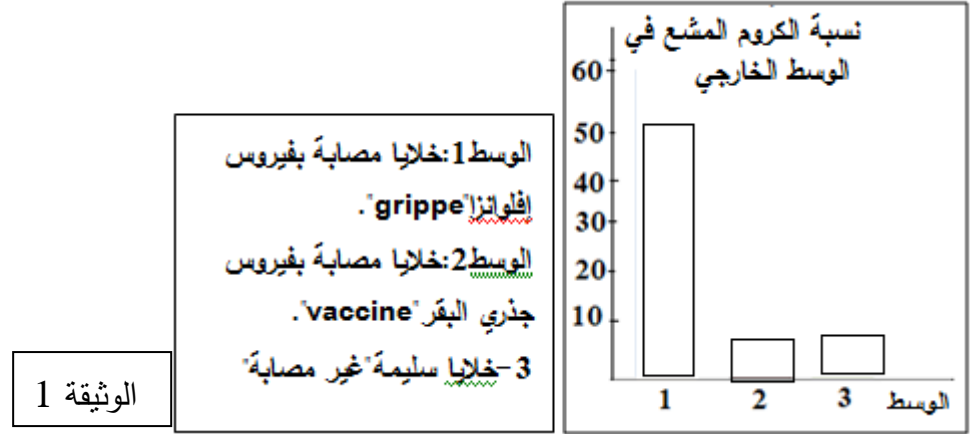 نسبة الكروم المشع في
الوسط الخارجي
60
50
40
30
20
10
1 2 3 الوسط
الوسط1:خلايا مصابة بفيروس
إفلوانزا"grippe".
الوسط2:خلايا مصابة بفيروس
جذري البقر"vaccine".
3-خلايا سليمة"غير مصابة"
الوثيقة 1